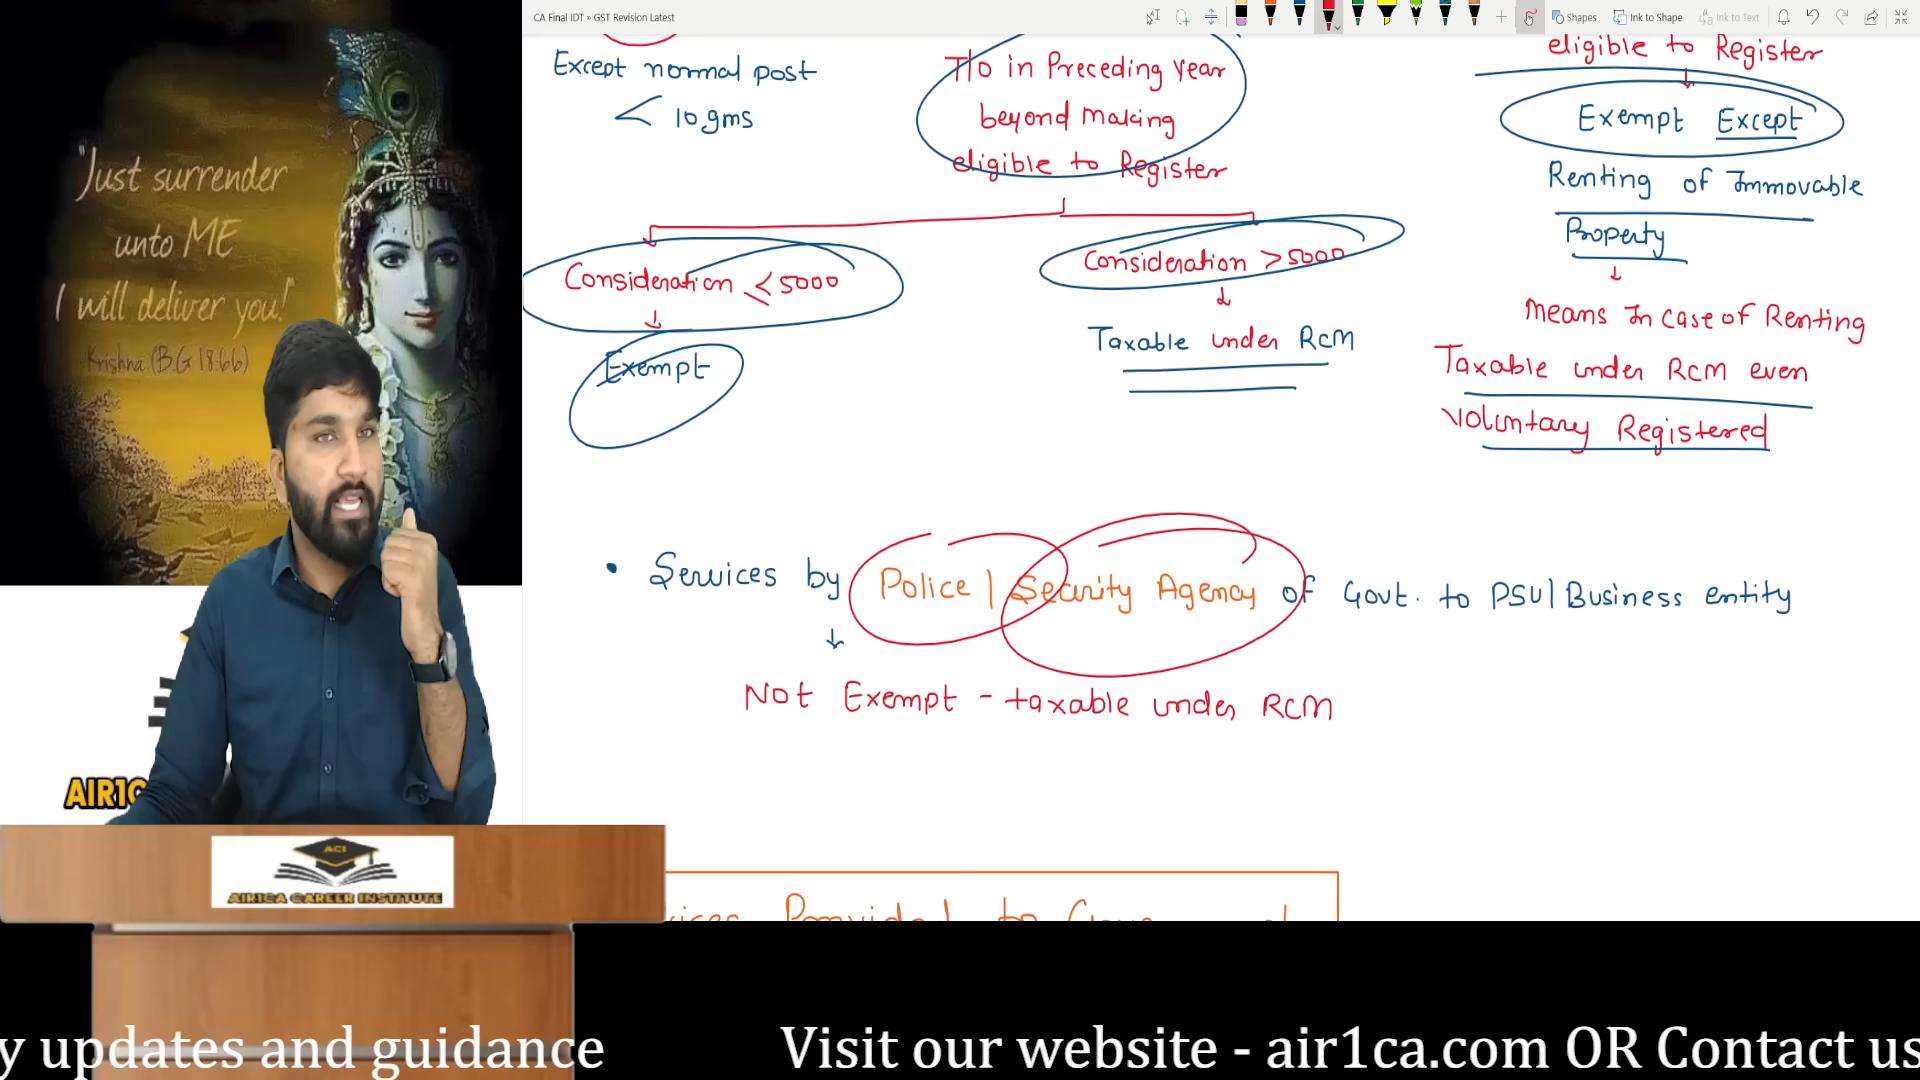 CA Final IDT » GST Revision Latest
Shapes
Ink to Shape
Ink to Text
Except normal post
< 10gms
T/O in Preceding Year
beyond making
eligible to Register
eligible to Register
Exempt Except
Renting of Immovable
Property
Means In case of Renting
Taxable under RCM even
Voluntary Registered
Consideration ≤ 5000
Exempt
Consideration > 5000
Taxable under RCM
• Services by Police | Security Agency of Govt. to PSU | Business entity
Not Exempt - taxable under RCM
"Just surrender
unto ME
I will deliver you!"
-Krishna (B.G 18:66)
AIR1C
ACI
AIR1CA CAREER INSTITUTE
y updates and guidance Visit our website - air1ca.com OR Contact us